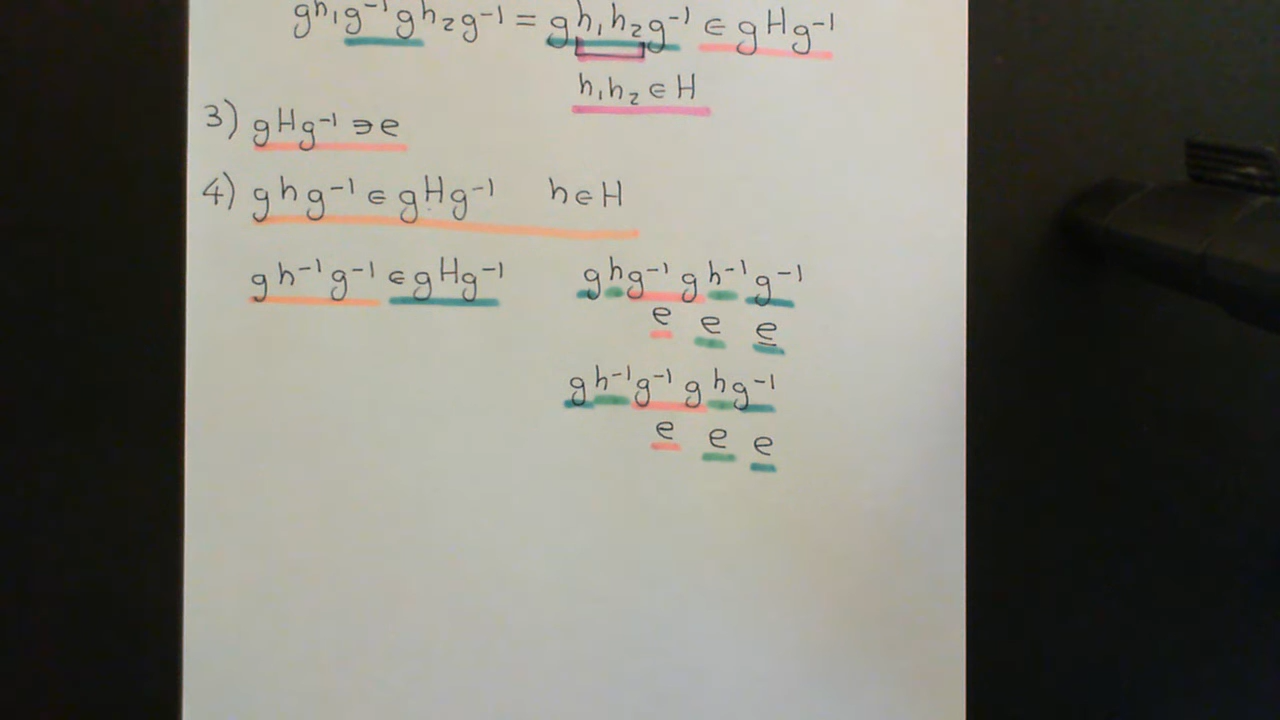 gh₁g⁻¹gh₂g⁻¹ = gh₁h₂g⁻¹ ∈ gHg⁻¹
h₁h₂ ∈ H
3) gHg⁻¹ ∋ e
4) ghg⁻¹ ∈ gHg⁻¹ h ∈ H
gh⁻¹g⁻¹ ∈ gHg⁻¹ ghg⁻¹gh⁻¹g⁻¹
e e e
gh⁻¹g⁻¹ghg⁻¹
e e e